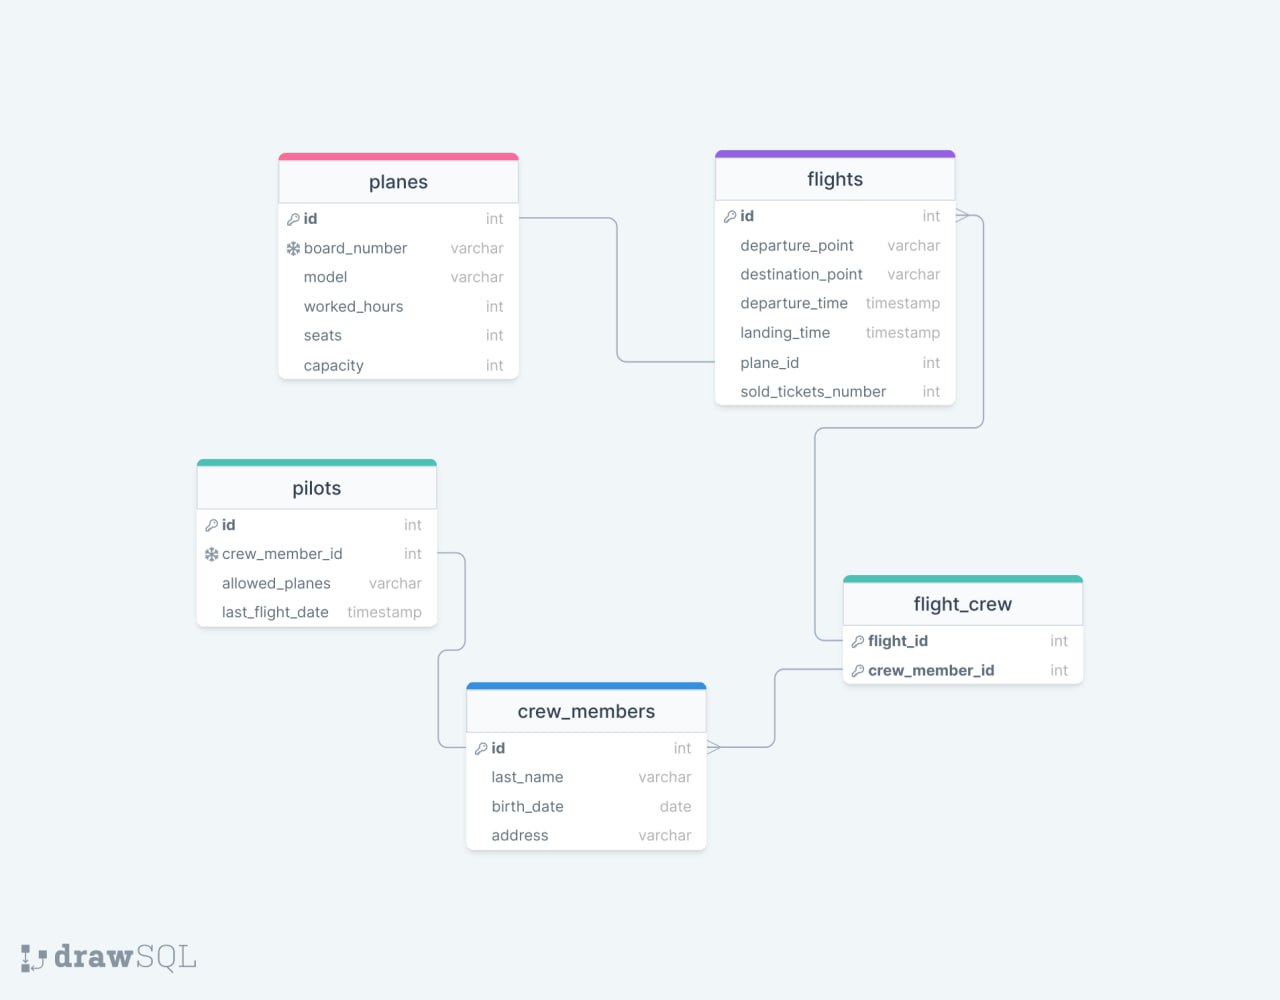 planes
id int
board_number varchar
model varchar
worked_hours int
seats int
capacity int
flights
id int
departure_point varchar
destination_point varchar
departure_time timestamp
landing_time timestamp
plane_id int
sold_tickets_number int
pilots
id int
crew_member_id int
allowed_planes varchar
last_flight_date timestamp
flight_crew
flight_id int
crew_member_id int
crew_members
id int
last_name varchar
birth_date date
address varchar
drawSQL